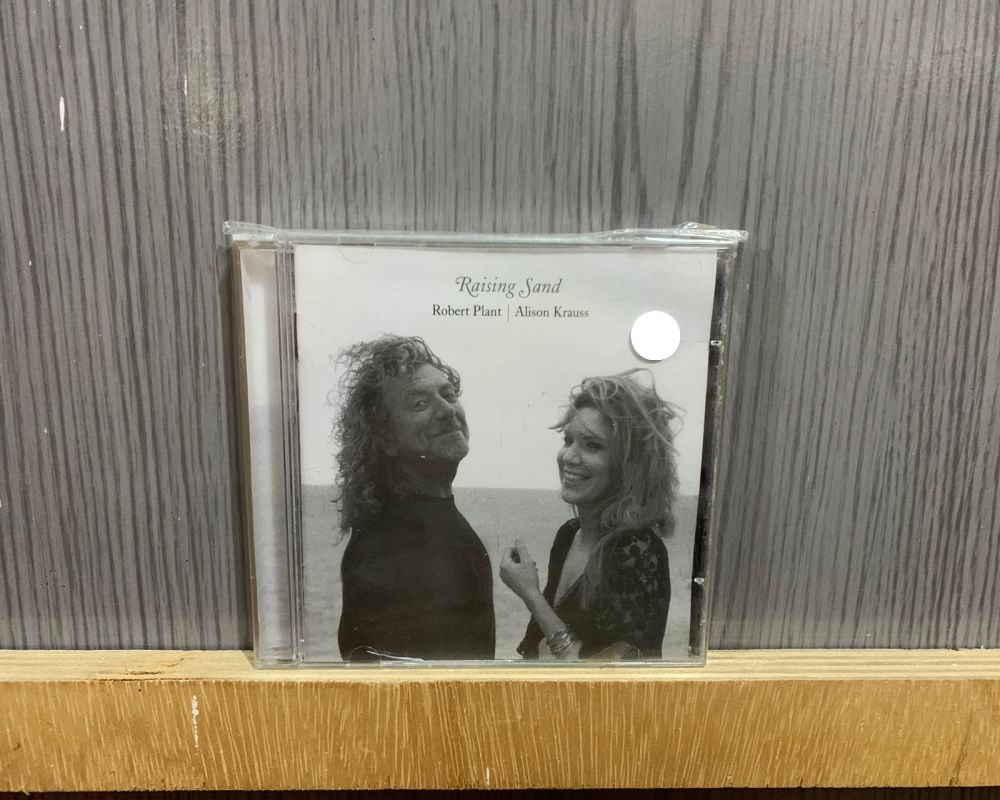 Raising Sand
Robert Plant | Alison Krauss